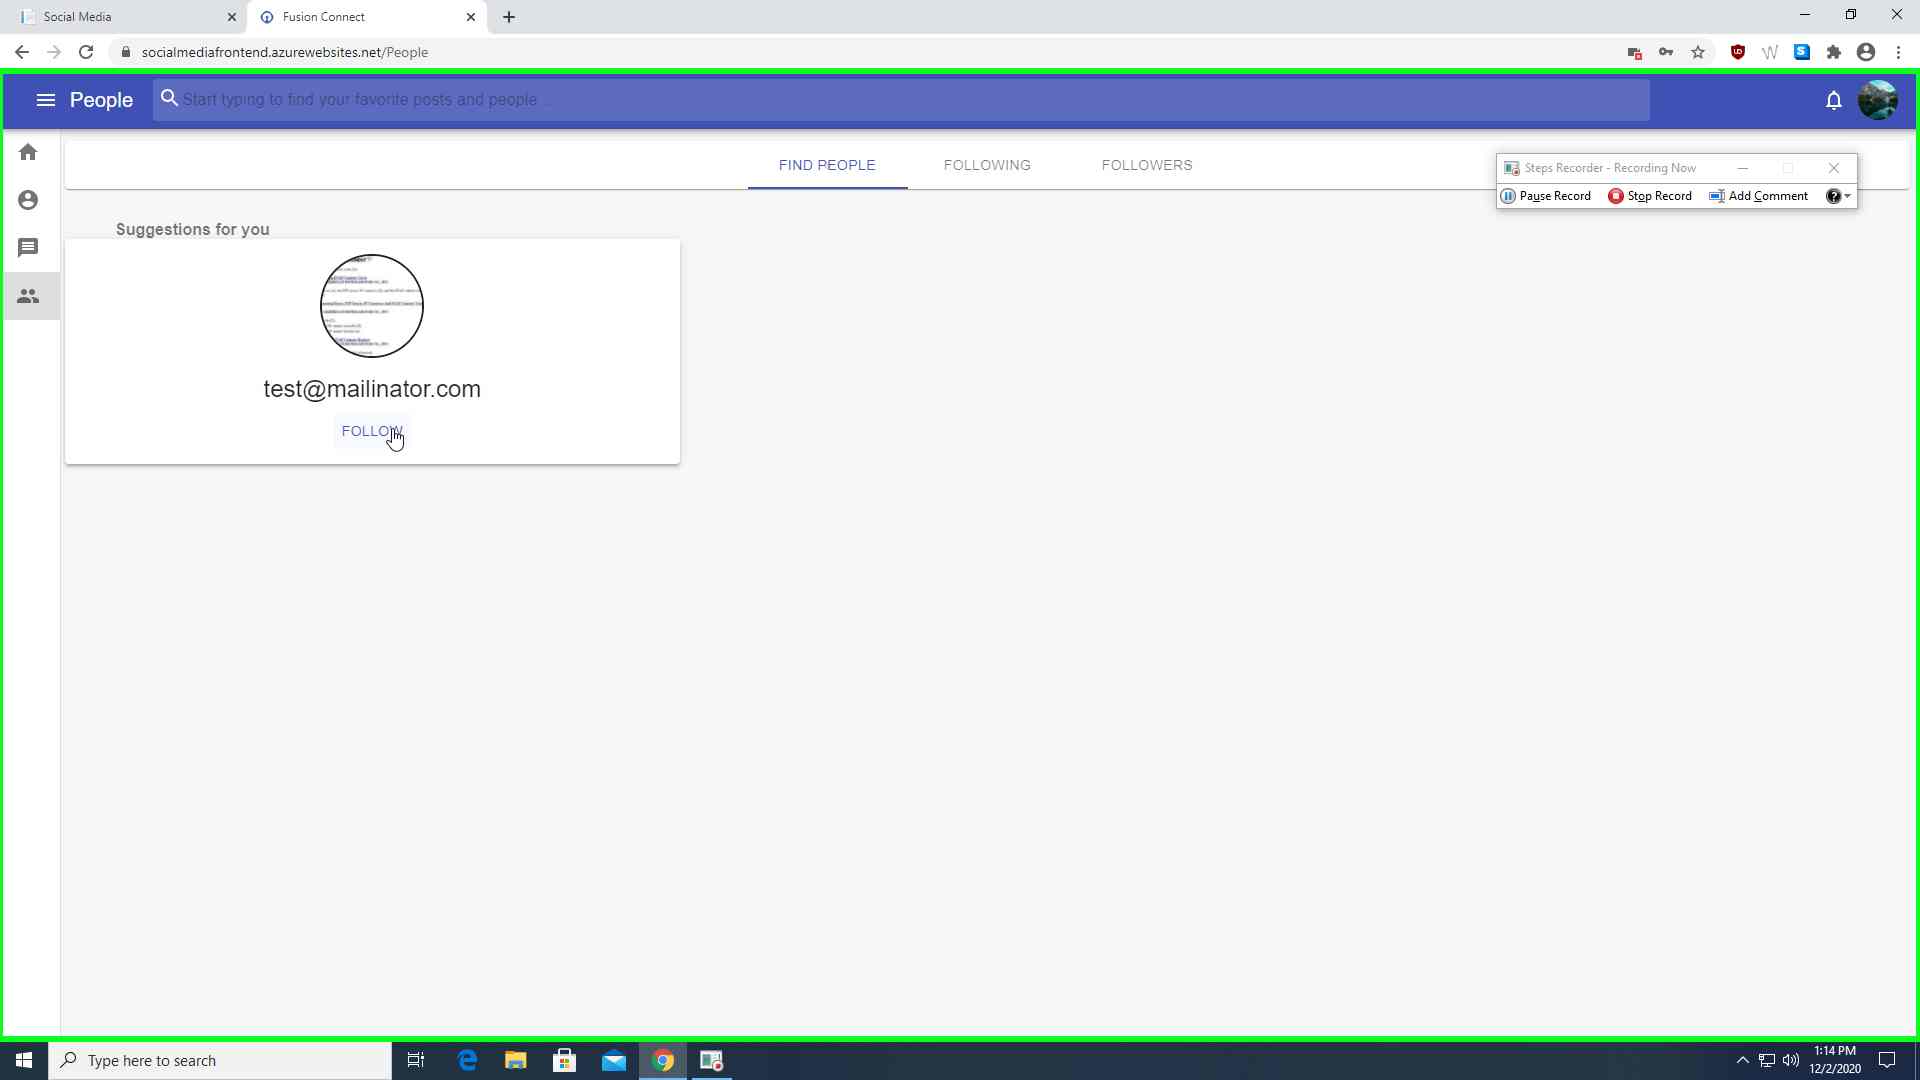 Social Media
Fusion Connect
socialmediafrontend.azurewebsites.net/People
People
Start typing to find your favorite posts and people ...
FIND PEOPLE
FOLLOWING
FOLLOWERS
Steps Recorder - Recording Now
Pause Record
Stop Record
Add Comment
Suggestions for you
test@mailinator.com
FOLLOW
Type here to search
1:14 PM
12/2/2020